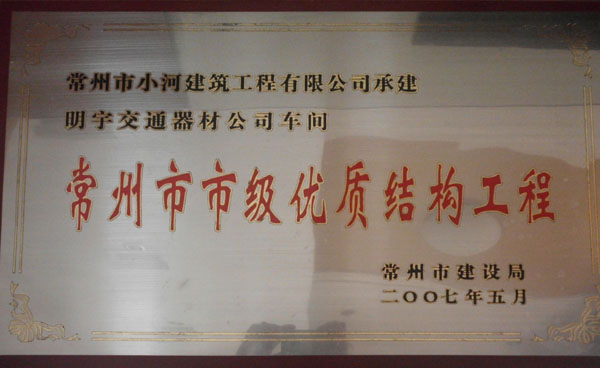 常州市小河建筑工程有限公司承建
明宇交通器材公司车间
常州市市级优质结构工程
常州市建设局
二〇〇七年五月